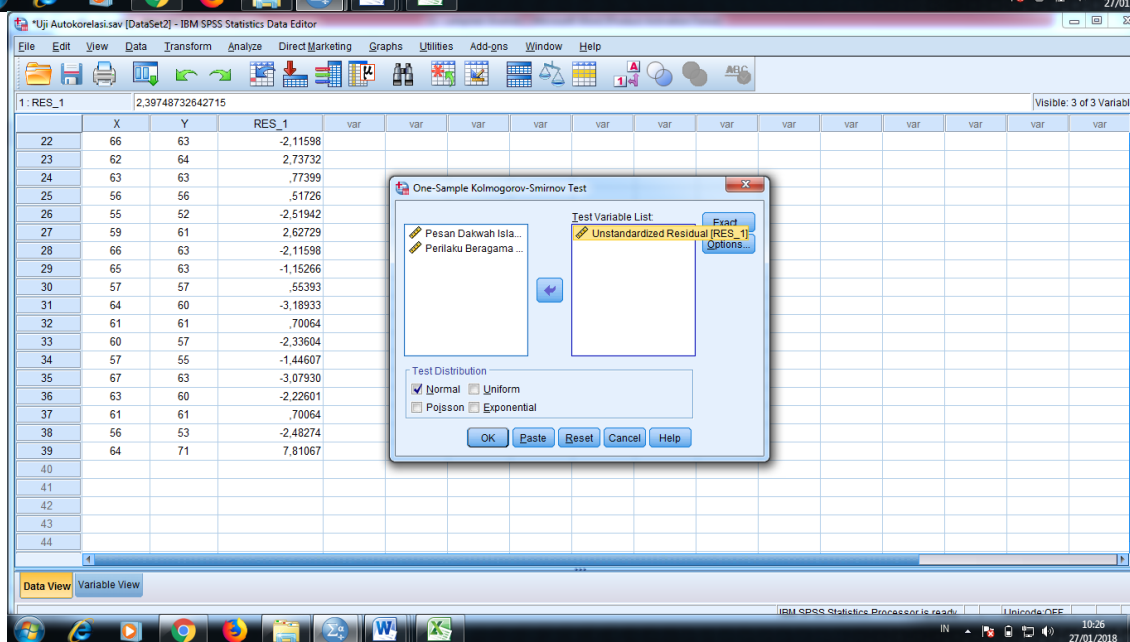 27/01
*Uji Autokorelasi.sav [DataSet2] - IBM SPSS Statistics Data Editor
File Edit View Data Transform Analyze Direct Marketing Graphs Utilities Add-ons Window Help
1 : RES_1 2,39748732642715 Visible: 3 of 3 Variabl
X Y RES_1 var var var var var var var var var var var var var
22 66 63 -2,11598
23 62 64 2,73732
24 63 63 ,77399
25 56 56 ,51726
26 55 52 -2,51942
27 59 61 2,62729
28 66 63 -2,11598
29 65 63 -1,15266
30 57 57 ,55393
31 64 60 -3,18933
32 61 61 ,70064
33 60 57 -2,33604
34 57 55 -1,44607
35 67 63 -3,07930
36 63 60 -2,22601
37 61 61 ,70064
38 56 53 -2,48274
39 64 71 7,81067
40
41
42
43
44
One-Sample Kolmogorov-Smirnov Test
Test Variable List:
Pesan Dakwah Isla...
Perilaku Beragama ...
Unstandardized Residual [RES_1]
Exact...
Options...
Test Distribution
Normal Uniform
Poisson Exponential
OK Paste Reset Cancel Help
Data View Variable View
IBM SPSS Statistics Processor is ready Unicode:OFF
IN 10:26
27/01/2018